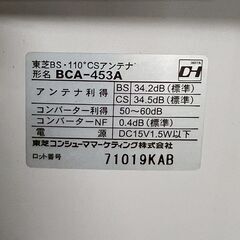 東芝BS・110°CSアンテナ
形名 BCA-453A
アンテナ利得 BS 34.2dB (標準)
CS 34.5dB (標準)
コンバーター利得 50～60dB
コンバーターNF 0.4dB (標準)
電源 DC15V1.5W以下
東芝コンシューママーケティング株式会社
ロット番号 71019KAB